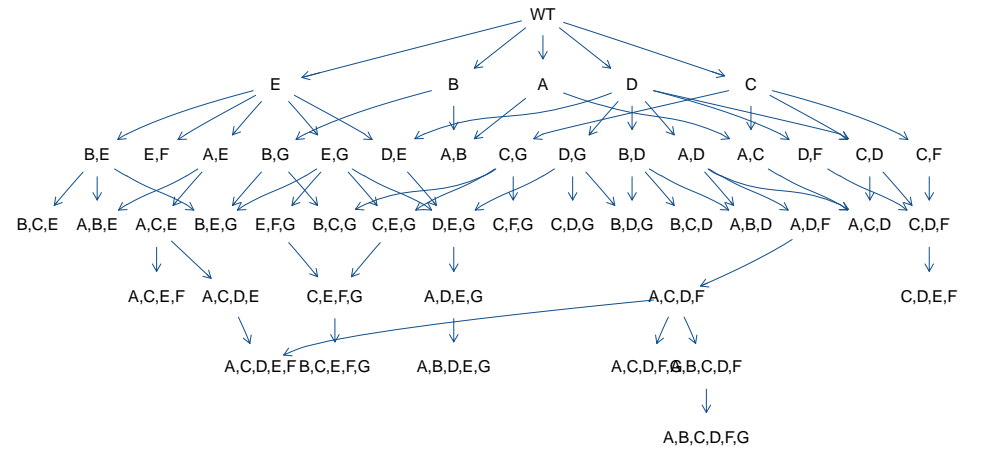 WT
E B A D C
B,E E,F A,E B,G E,G D,E A,B C,G D,G B,D A,D A,C D,F C,D C,F
B,C,E A,B,E A,C,E B,E,G E,F,G B,C,G C,E,G D,E,G C,F,G C,D,G B,D,G B,C,D A,B,D A,D,F A,C,D C,D,F
A,C,E,F A,C,D,E C,E,F,G A,D,E,G A,C,D,F C,D,E,F
A,C,D,E,F B,C,E,F,G A,B,D,E,G A,C,D,F,G A,B,C,D,F
A,B,C,D,F,G